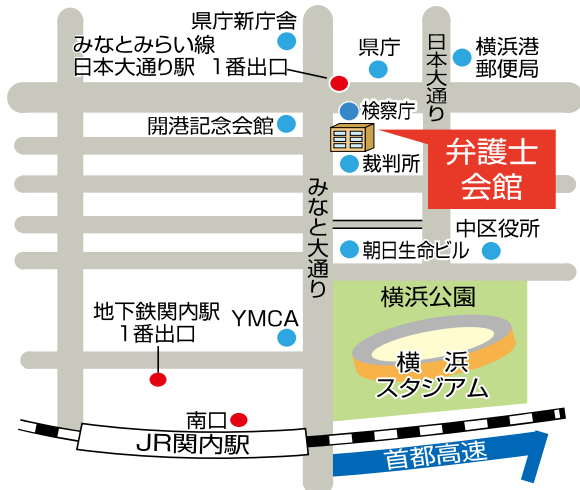 県庁新庁舎
みなとみらい線
日本大通り駅 1番出口
県庁
日本大通り
横浜港
郵便局
開港記念会館
検察庁
弁護士
会館
裁判所
みなと大通り
中区役所
朝日生命ビル
横浜公園
地下鉄関内駅
1番出口
YMCA
横 浜
スタジアム
南口
JR関内駅
首都高速